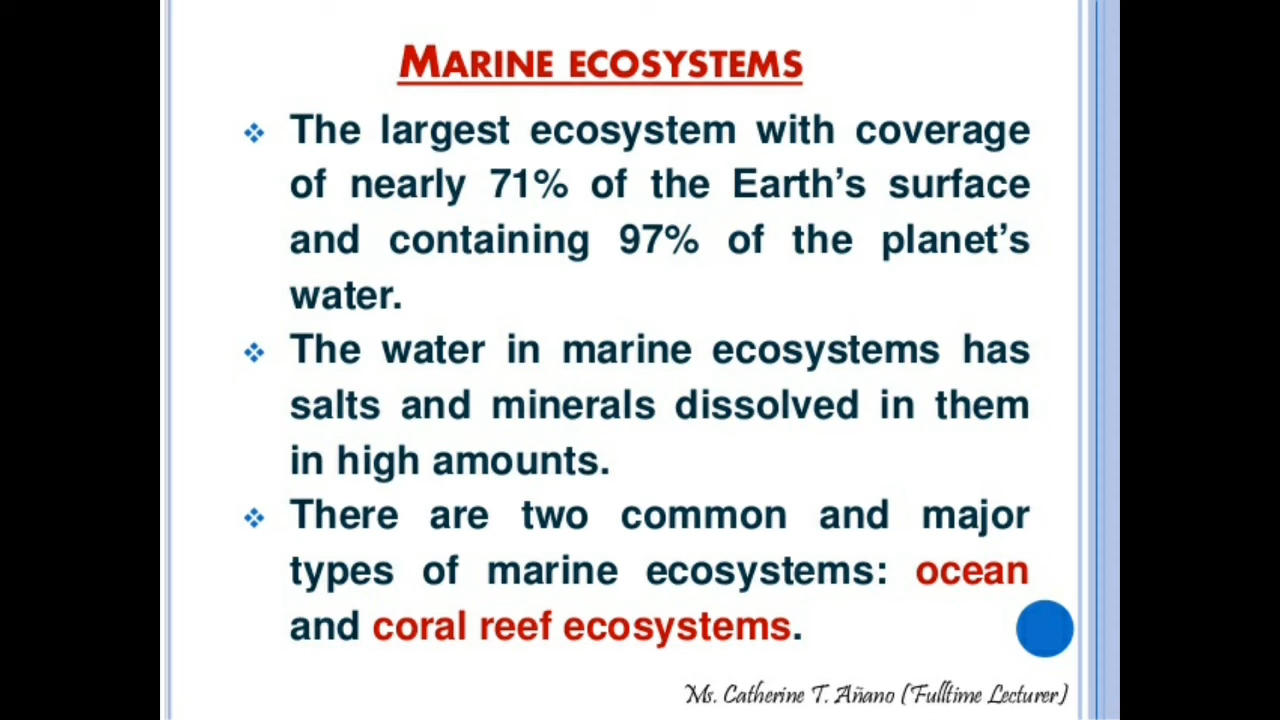 MARINE ECOSYSTEMS
The largest ecosystem with coverage
of nearly 71% of the Earth’s surface
and containing 97% of the planet’s
water.
The water in marine ecosystems has
salts and minerals dissolved in them
in high amounts.
There are two common and major
types of marine ecosystems: ocean
and coral reef ecosystems.
Ms. Catherine T. Añano (Fulltime Lecturer)